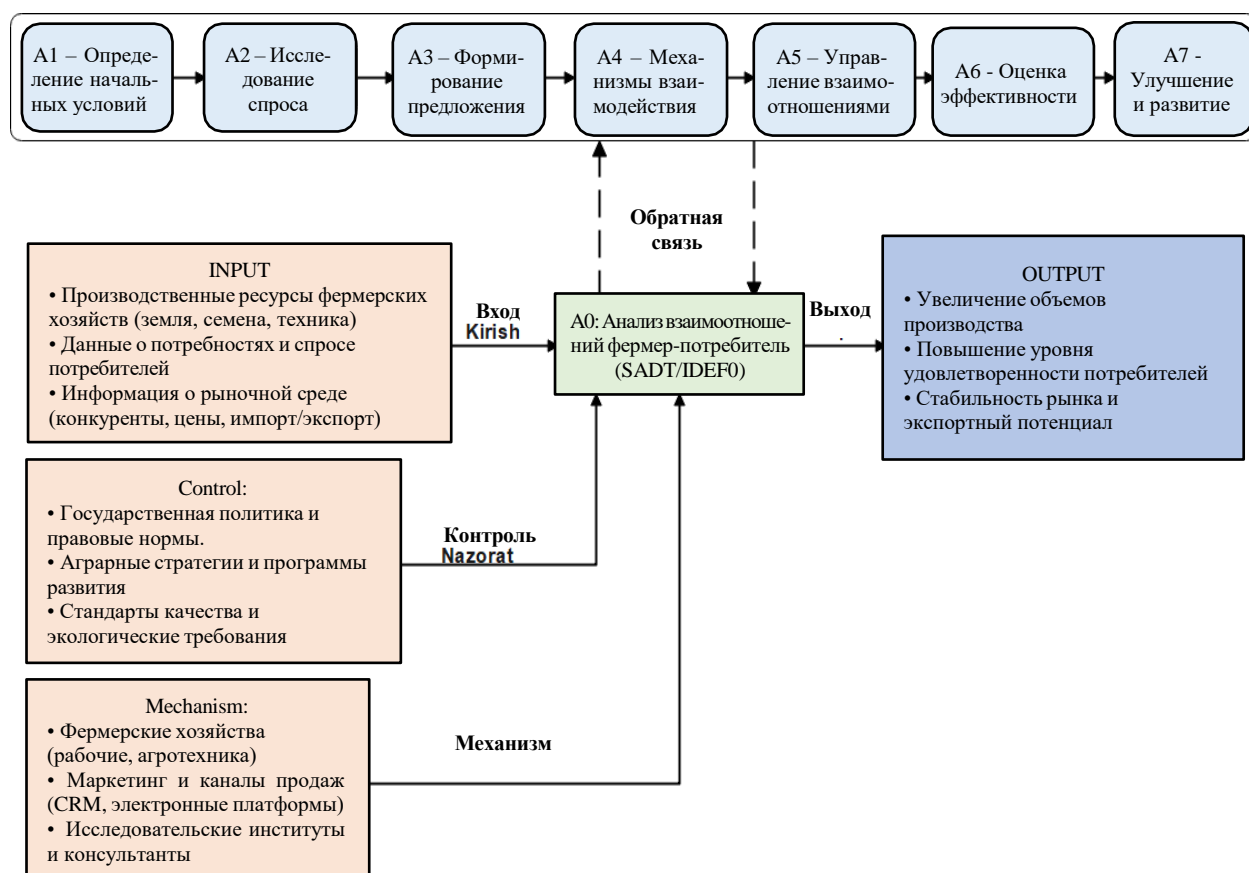 A1 – Опреде-
ление началь-
ных условий
A2 – Иссле-
дование
спроса
A3 – Форми-
рование
предложения
A4 – Меха-
низмы взаи-
модействия
A5 – Управ-
ление взаимо-
отношениями
A6 - Оценка
эффективности
A7 -
Улучшение
и развитие
Обратная
связь
INPUT
• Производственные ресурсы фермерских
хозяйств (земля, семена, техника)
• Данные о потребностях и спросе
потребителей
• Информация о рыночной среде
(конкуренты, цены, импорт/экспорт)
Вход
Kirish
A0: Анализ взаимоотноше-
ний фермер-потребитель
(SADT/IDEF0)
Выход
.
OUTPUT
• Увеличение объемов
производства
• Повышение уровня
удовлетворенности потребителей
• Стабильность рынка и
экспортный потенциал
Control:
• Государственная политика и
правовые нормы.
• Аграрные стратегии и программы
развития
• Стандарты качества и
экологические требования
Контроль
Nazorat
Mechanism:
• Фермерские хозяйства
(рабочие, агротехника)
• Маркетинг и каналы продаж
(CRM, электронные платформы)
• Исследовательские институты
и консультанты
Механизм